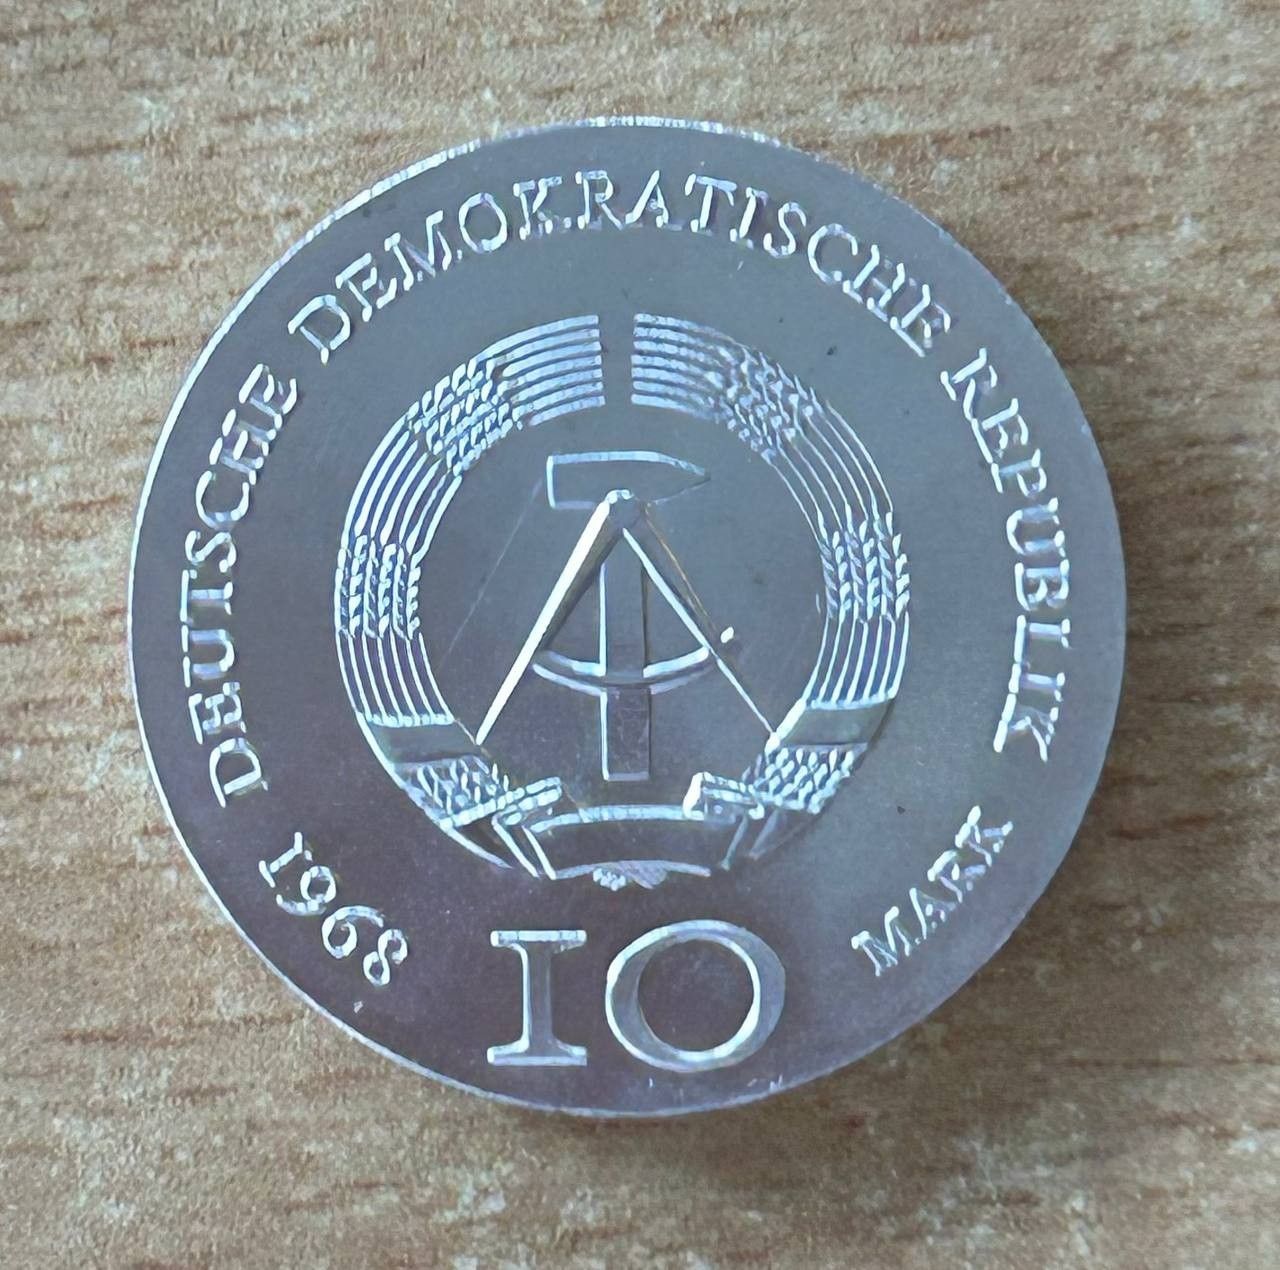 DEUTSCHE DEMOKRATISCHE REPUBLIK
1968
10
MARK